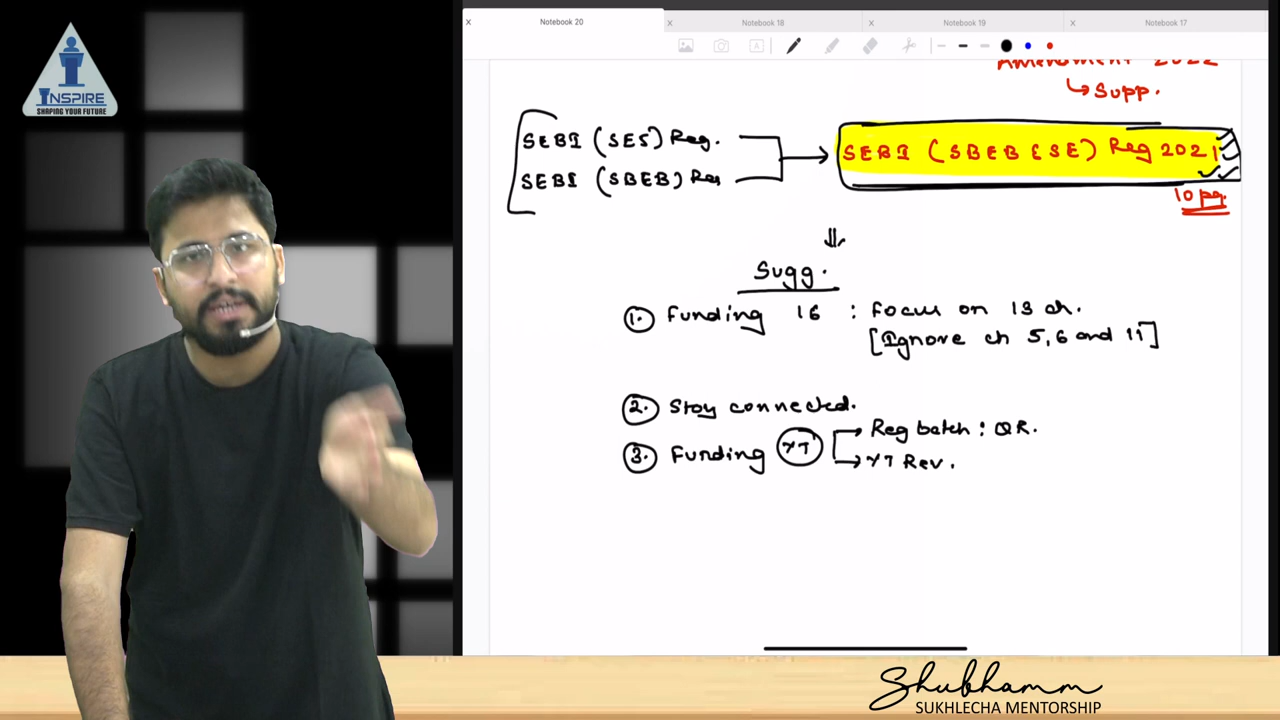 INSPIRE
SHAPING YOUR FUTURE
Notebook 20
Notebook 18
Notebook 19
Notebook 17
Amendment 2022
↳ Supp.
SEBI (SES) Reg.
SEBI (SBEB) Reg
SEBI (SBEB & SE) Reg 2021
10 pg.
Sugg.
1. Funding 16 : Focus on 13 ch.
[Ignore ch 5, 6 and 11]
2. Stay connected.
3. Funding YT → Reg batch : QR.
→ YT Rev.
Shubhamm
SUKHLECHA MENTORSHIP